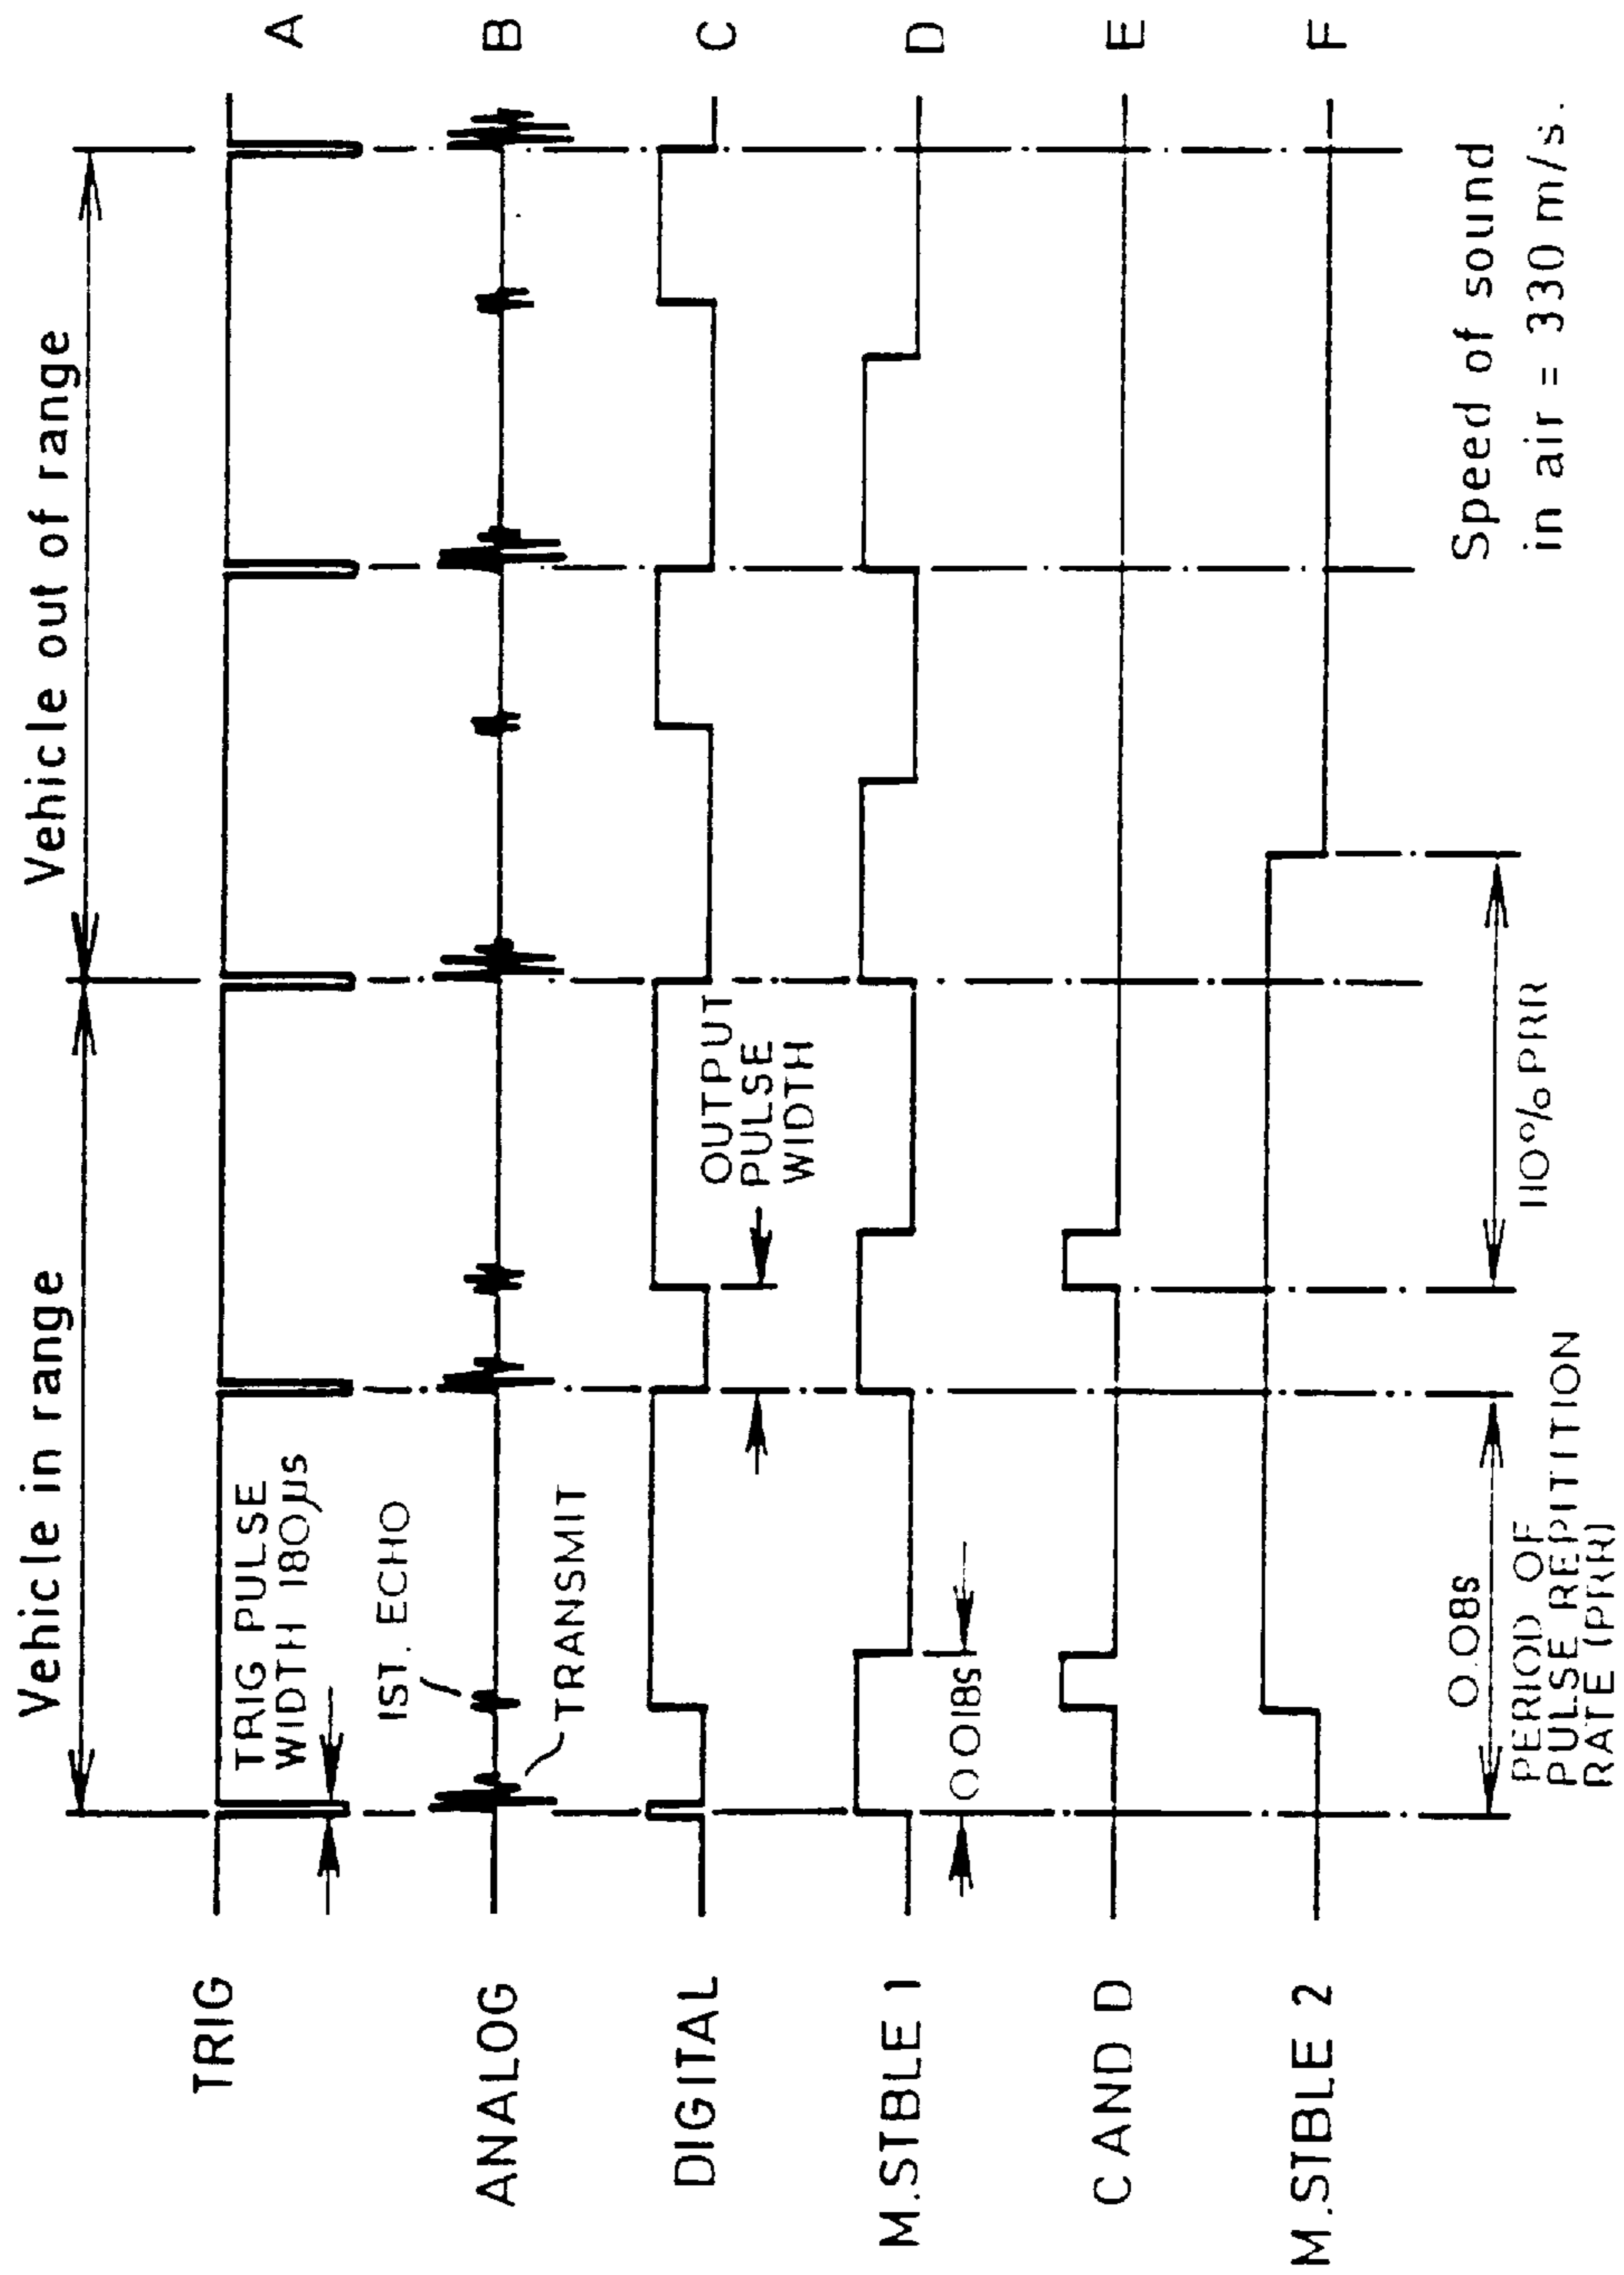 Vehicle in range
Vehicle out of range
TRIG
TRIG PULSE
WIDTH 180µs
A
ANALOG
IST. ECHO
TRANSMIT
B
DIGITAL
OUTPUT
PULSE
WIDTH
C
M.STBLE 1
0.018S
D
C AND D
E
M.STBLE 2
F
0.08S
PERIOD OF
PULSE REPITITION
RATE (PRR)
110% PRR
Speed of sound
in air = 330 m/s.